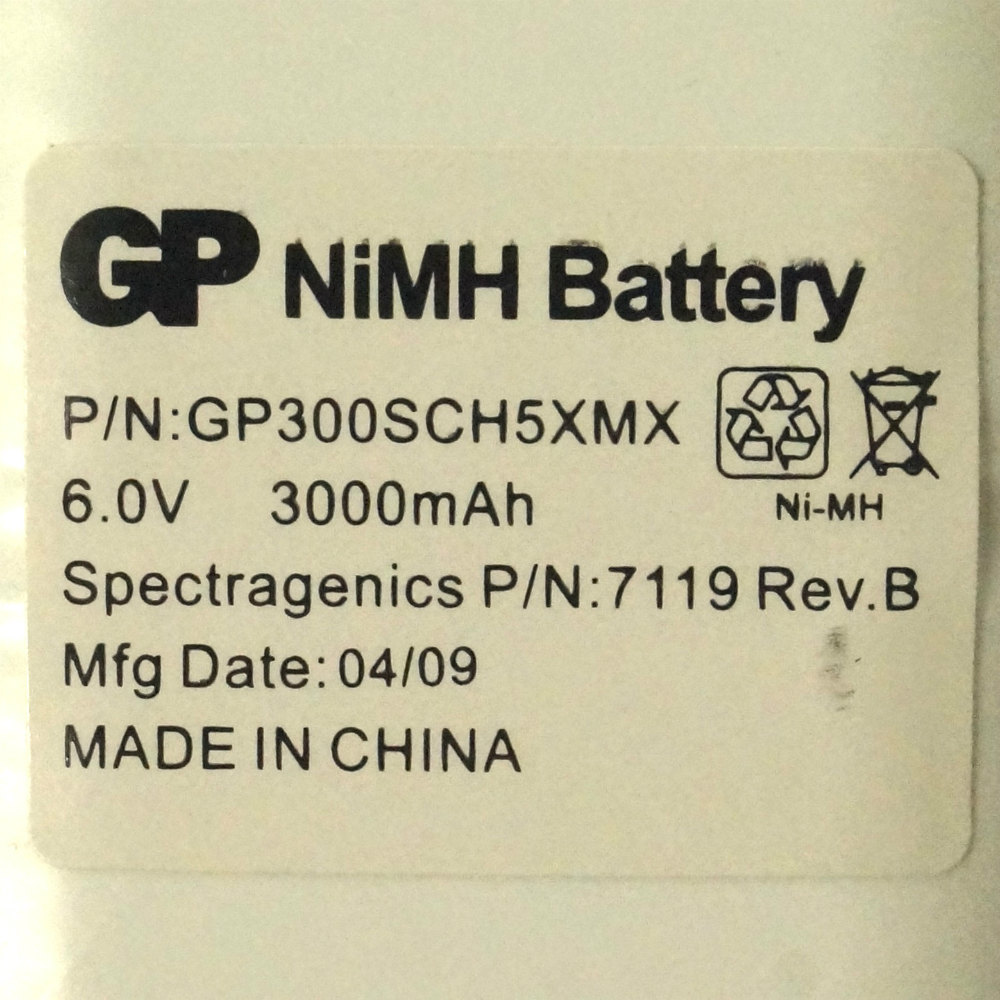 GP NiMH Battery
P/N:GP300SCH5XMX
6.0V 3000mAh
Ni-MH
Spectragenics P/N:7119 Rev.B
Mfg Date:04/09
MADE IN CHINA